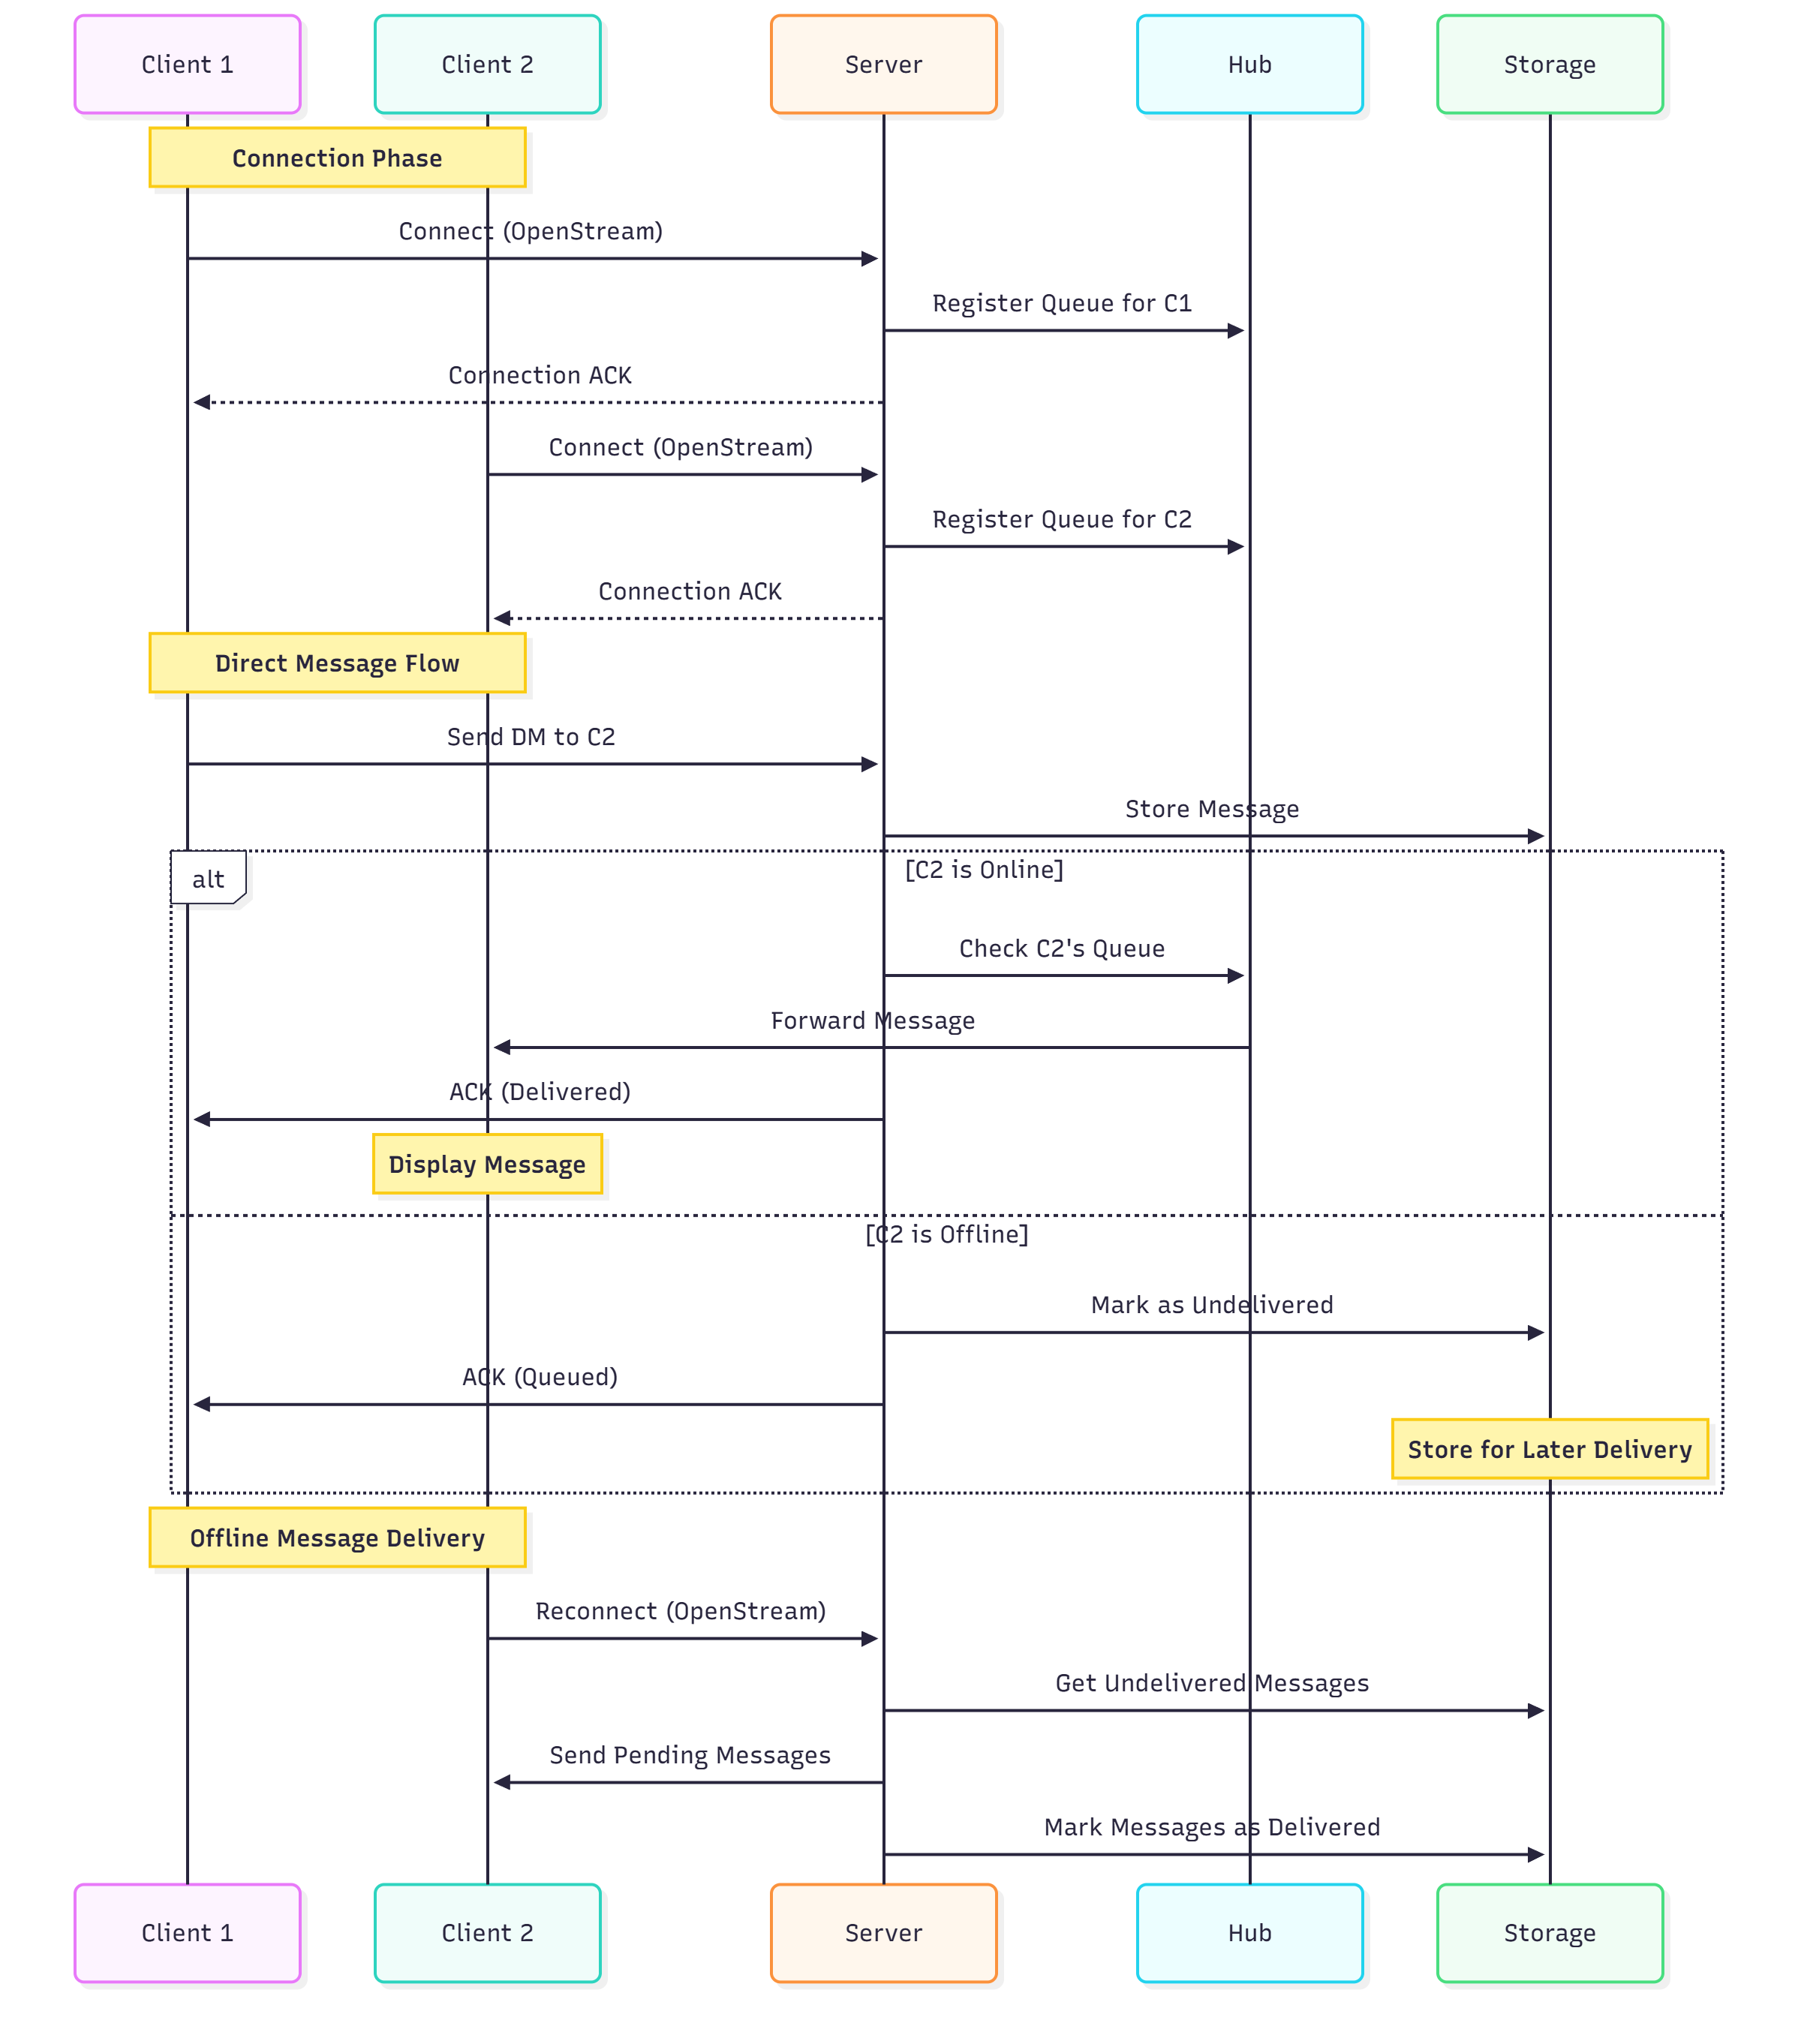 Client 1
Client 2
Server
Hub
Storage
Connection Phase
Connect (OpenStream)
Register Queue for C1
Connection ACK
Connect (OpenStream)
Register Queue for C2
Connection ACK
Direct Message Flow
Send DM to C2
Store Message
alt
[C2 is Online]
Check C2's Queue
Forward Message
ACK (Delivered)
Display Message
[C2 is Offline]
Mark as Undelivered
ACK (Queued)
Store for Later Delivery
Offline Message Delivery
Reconnect (OpenStream)
Get Undelivered Messages
Send Pending Messages
Mark Messages as Delivered
Client 1
Client 2
Server
Hub
Storage